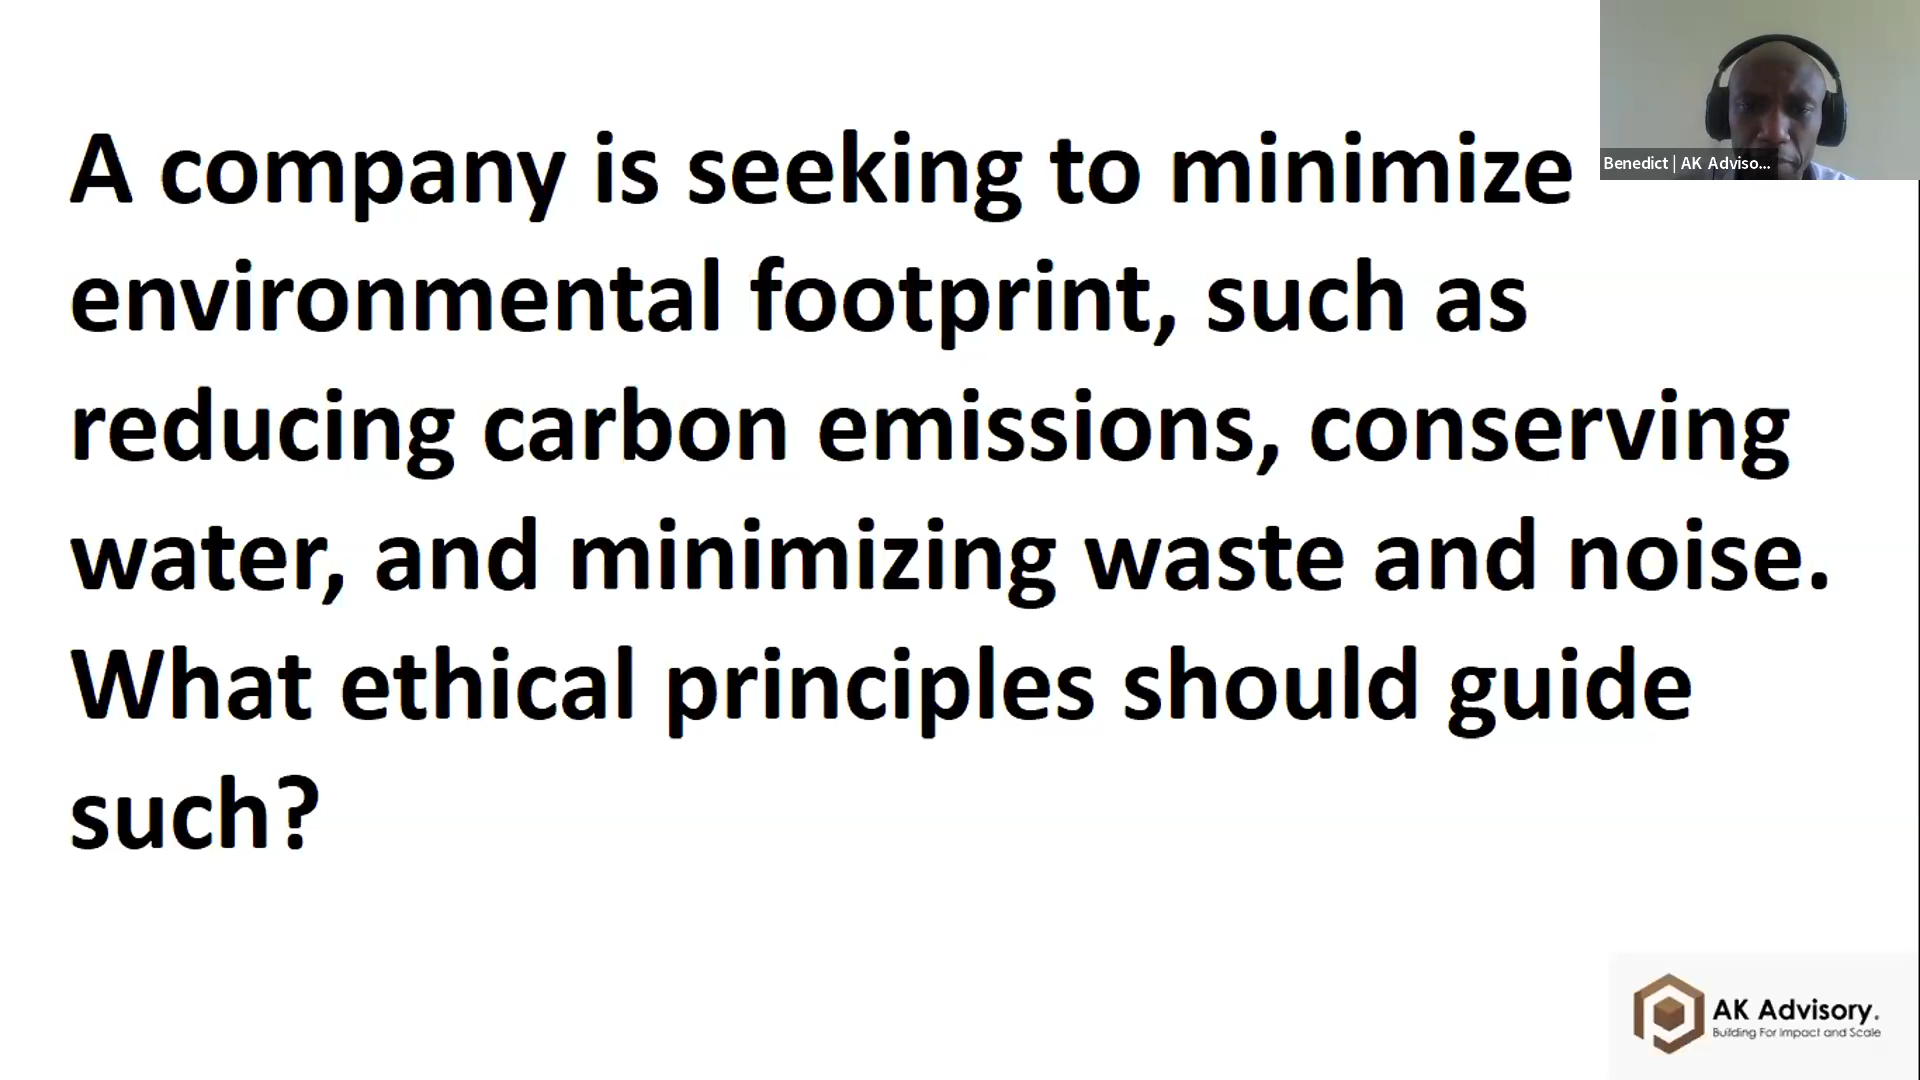 A company is seeking to minimize
environmental footprint, such as
reducing carbon emissions, conserving
water, and minimizing waste and noise.
What ethical principles should guide
such?
Benedict | AK Adviso...
AK Advisory.
Building For Impact and Scale